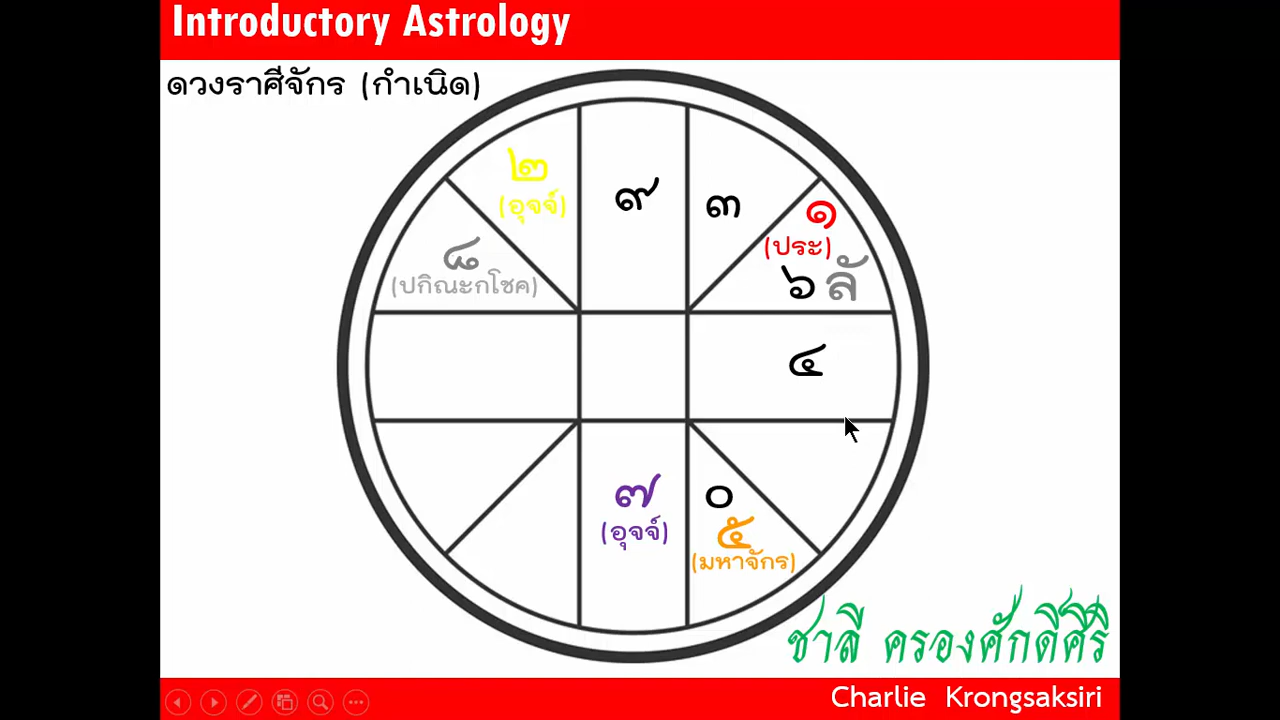 Introductory Astrology
ดวงราศีจักร (กำเนิด)
๒
(อุจจ์)
๙
๓
๑
(ประ)
๖ ลั
๘
(ปกิณะกโชค)
๔
๗
(อุจจ์)
๐
๕
(มหาจักร)
ชาลี ครองศักดิ์ศิริ
Charlie Krongsaksiri